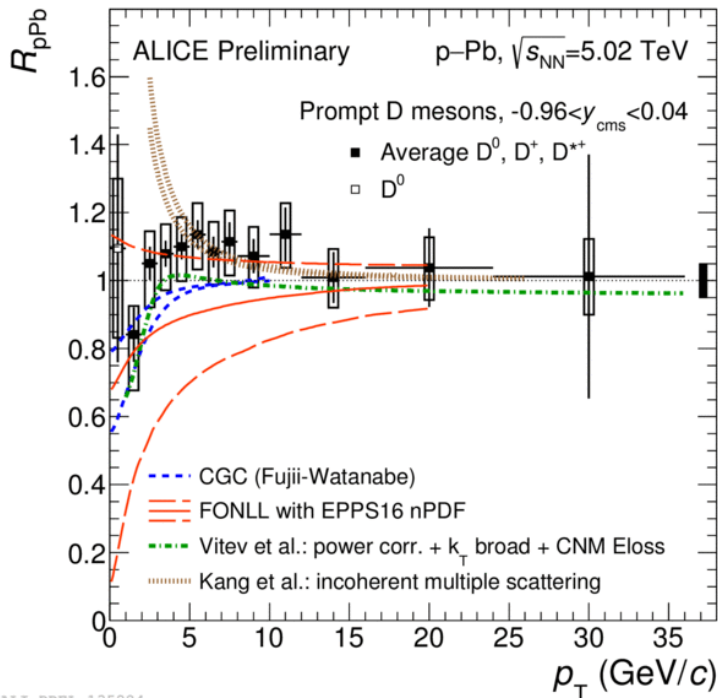 R_pPb
ALICE Preliminary
p–Pb, √s_NN=5.02 TeV
Prompt D mesons, -0.96<y_cms<0.04
Average D⁰, D⁺, D*⁺
D⁰
CGC (Fujii-Watanabe)
FONLL with EPPS16 nPDF
Vitev et al.: power corr. + k_T broad + CNM Eloss
Kang et al.: incoherent multiple scattering
1.6
1.4
1.2
1
0.8
0.6
0.4
0.2
0
0 5 10 15 20 25 30 35
p_T (GeV/c)